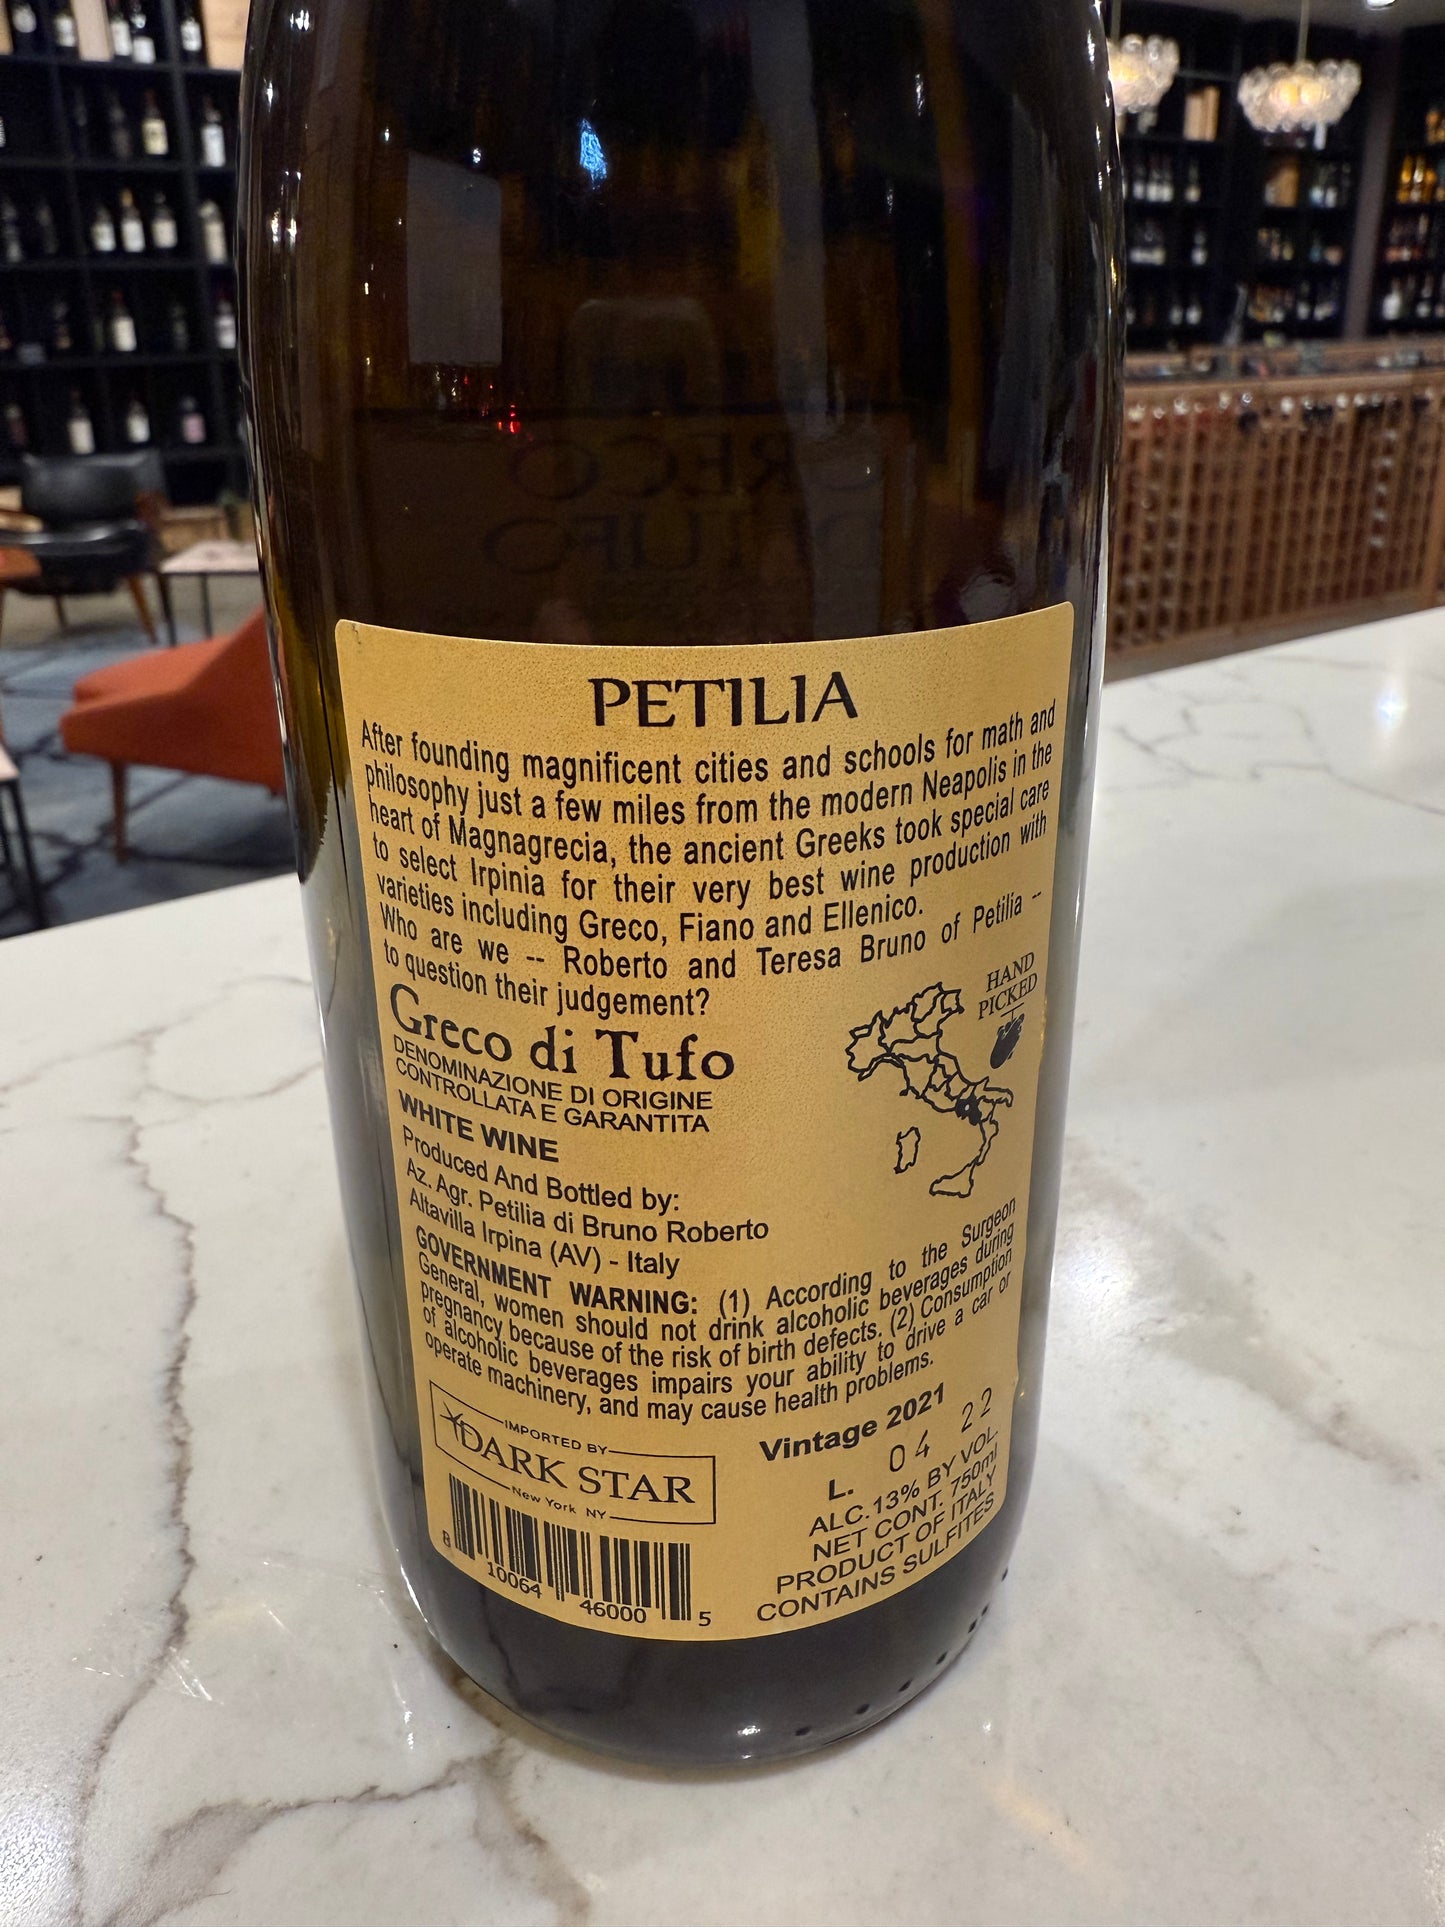 PETILIA
After founding magnificent cities and schools for math and
philosophy just a few miles from the modern Neapolis in the
heart of Magnagrecia, the ancient Greeks took special care
to select Irpinia for their very best wine production with
varieties including Greco, Fiano and Ellenico.
Who are we -- Roberto and Teresa Bruno of Petilia --
to question their judgement?
HAND
PICKED
Greco di Tufo
DENOMINAZIONE DI ORIGINE
CONTROLLATA E GARANTITA
WHITE WINE
Produced And Bottled by:
Az. Agr. Petilia di Bruno Roberto
Altavilla Irpina (AV) - Italy
GOVERNMENT WARNING: (1) According to the Surgeon
General, women should not drink alcoholic beverages during
pregnancy because of the risk of birth defects. (2) Consumption
of alcoholic beverages impairs your ability to drive a car or
operate machinery, and may cause health problems.
IMPORTED BY
DARK STAR
New York NY
8 10064 46000 5
Vintage 2021
L. 04 22
ALC.13% BY VOL.
NET CONT. 750ml
PRODUCT OF ITALY
CONTAINS SULFITES